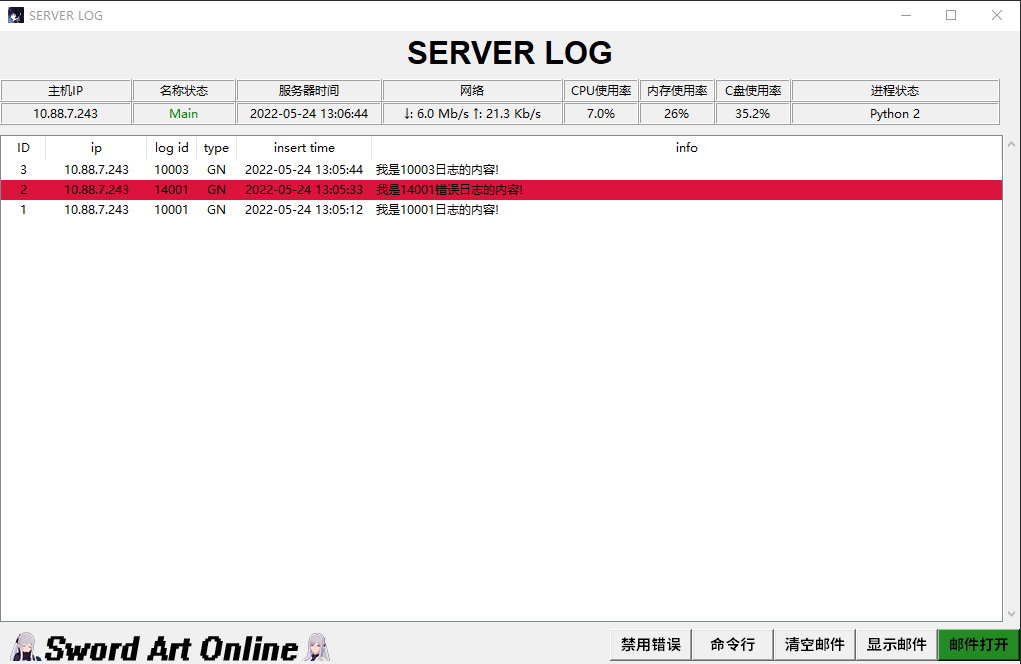 SERVER LOG
SERVER LOG
主机IP 名称状态 服务器时间 网络 CPU使用率 内存使用率 C盘使用率 进程状态
10.88.7.243 Main 2022-05-24 13:06:44 ↓: 6.0 Mb/s ↑: 21.3 Kb/s 7.0% 26% 35.2% Python 2
ID ip log id type insert time info
3 10.88.7.243 10003 GN 2022-05-24 13:05:44 我是10003日志的内容!
2 10.88.7.243 14001 GN 2022-05-24 13:05:33 我是14001错误日志的内容!
1 10.88.7.243 10001 GN 2022-05-24 13:05:12 我是10001日志的内容!
Sword Art Online 禁用错误 命令行 清空邮件 显示邮件 邮件打开